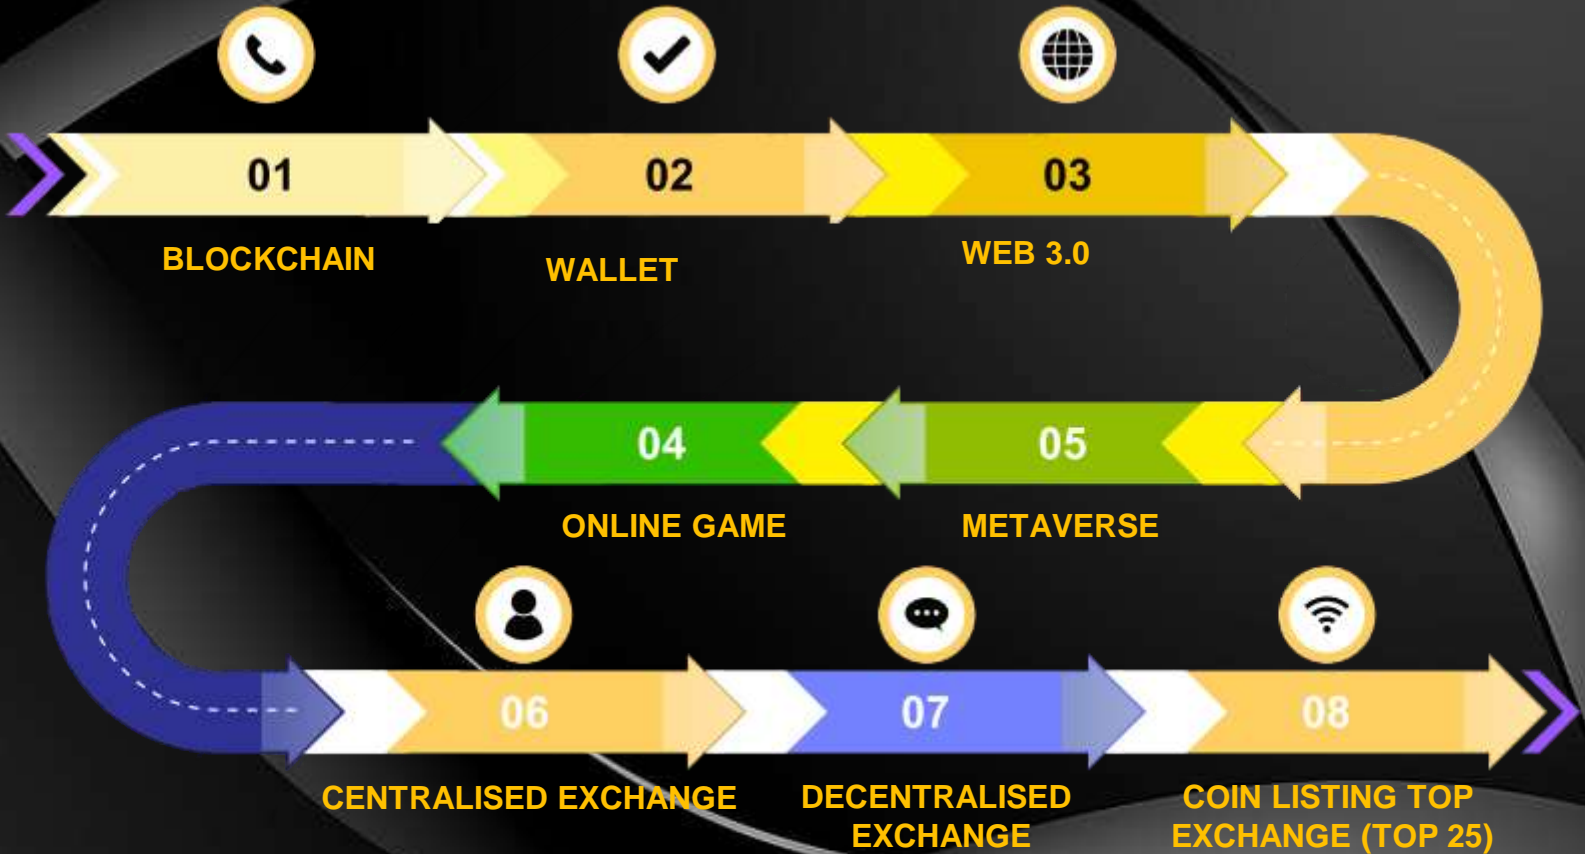 01
02
03
BLOCKCHAIN
WALLET
WEB 3.0
04
05
ONLINE GAME
METAVERSE
06
07
08
CENTRALISED EXCHANGE
DECENTRALISED
EXCHANGE
COIN LISTING TOP
EXCHANGE (TOP 25)